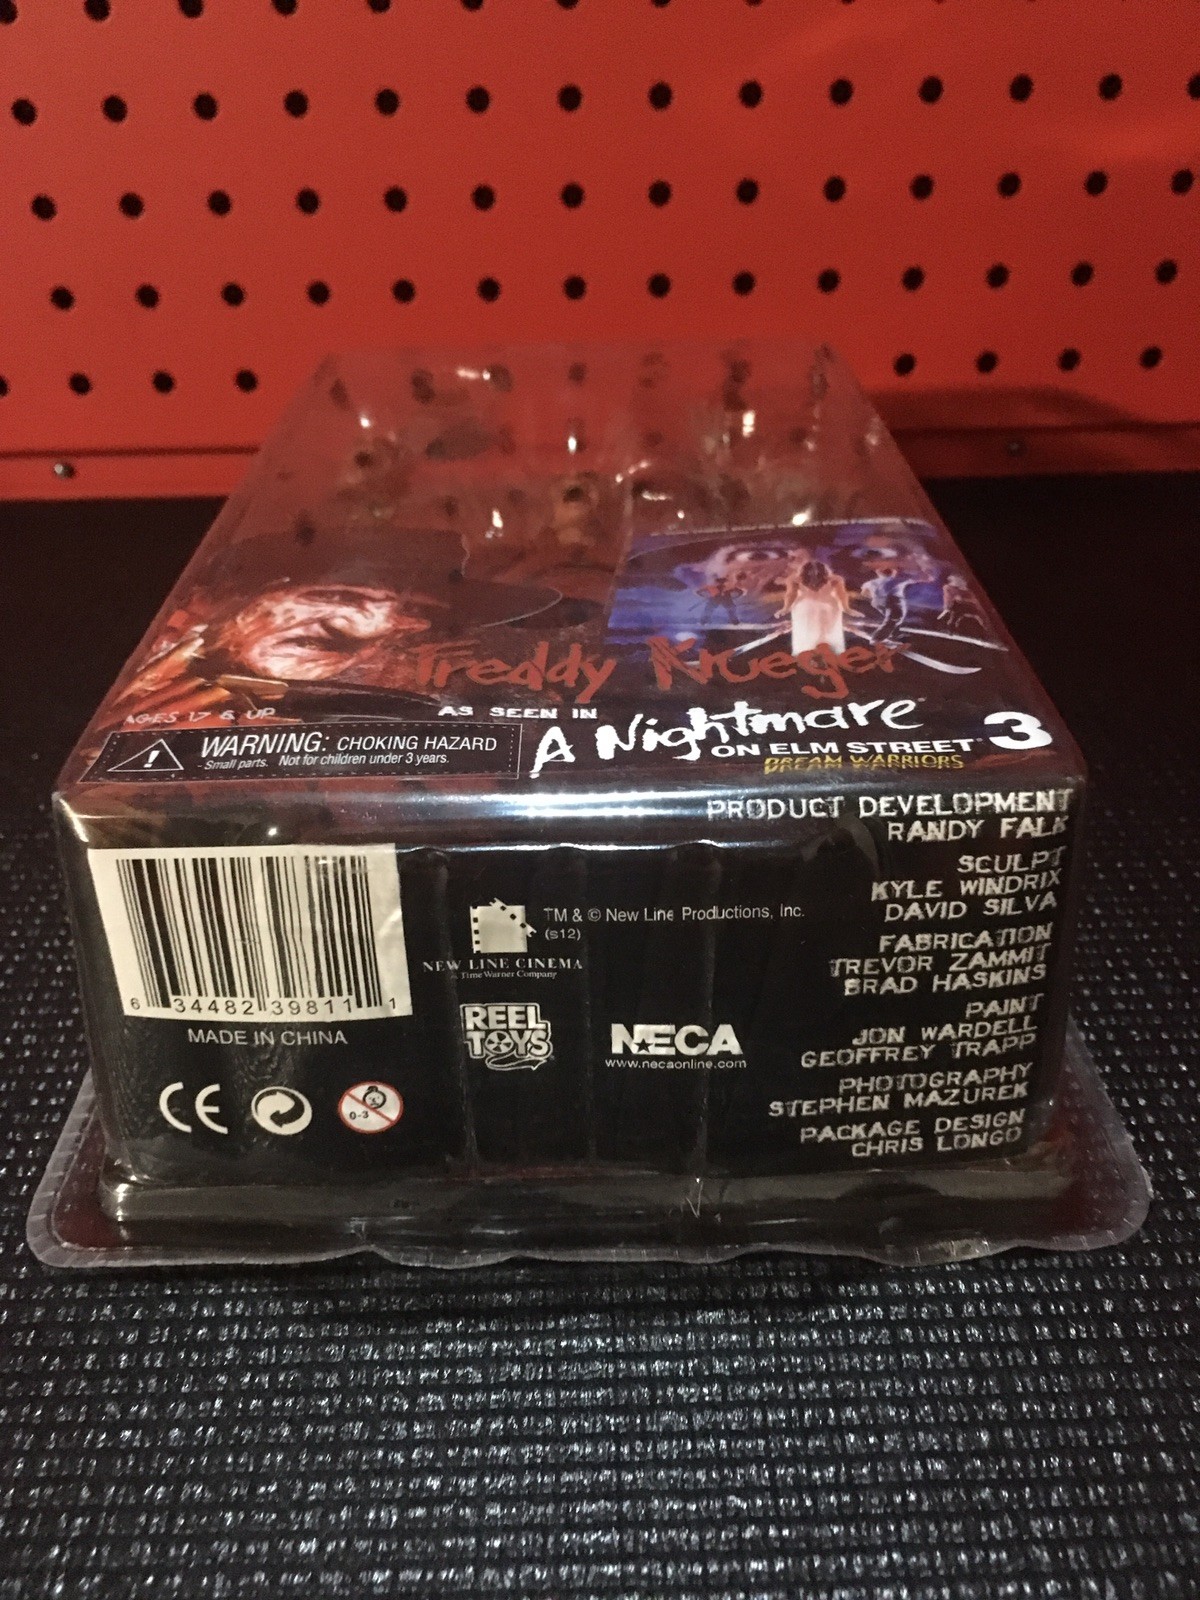 Freddy Krueger
AGES 17 & UP
AS SEEN IN
A Nightmare
ON ELM STREET 3
DREAM WARRIORS
WARNING: CHOKING HAZARD
- Small parts. Not for children under 3 years.
6 34482 39811 1
MADE IN CHINA
CE
0-3
TM & © New Line Productions, Inc.
(s12)
NEW LINE CINEMA
A Time Warner Company
REEL
TOYS
NECA
www.necaonline.com
PRODUCT DEVELOPMENT
RANDY FALK
SCULPT
KYLE WINDRIX
DAVID SILVA
FABRICATION
TREVOR ZAMMIT
BRAD HASKINS
PAINT
JON WARDELL
GEOFFREY TRAPP
PHOTOGRAPHY
STEPHEN MAZUREK
PACKAGE DESIGN
CHRIS LONGO